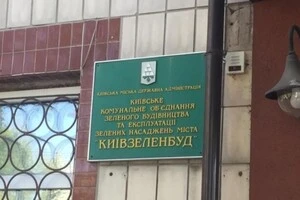 КИЇВСЬКА МІСЬКА ДЕРЖАВНА АДМІНІСТРАЦІЯ
КИЇВСЬКЕ
КОМУНАЛЬНЕ ОБ'ЄДНАННЯ
ЗЕЛЕНОГО БУДІВНИЦТВА
ТА ЕКСПЛУАТАЦІЇ
ЗЕЛЕНИХ НАСАДЖЕНЬ МІСТА
"КИЇВЗЕЛЕНБУД"